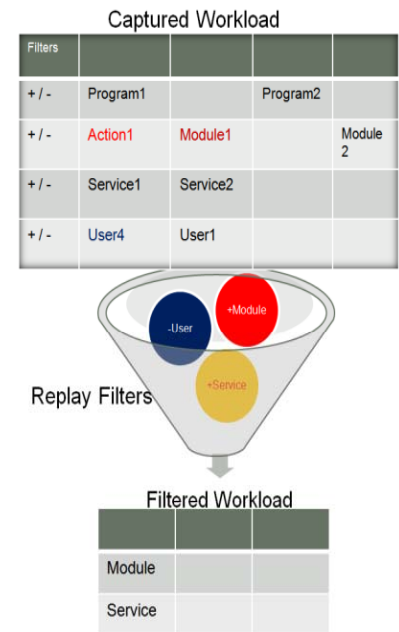 Captured Workload
Filters
+ / - Program1 Program2
+ / - Action1 Module1 Module
2
+ / - Service1 Service2
+ / - User4 User1
+Module
-User
+Service
Replay Filters
Filtered Workload
Module
Service